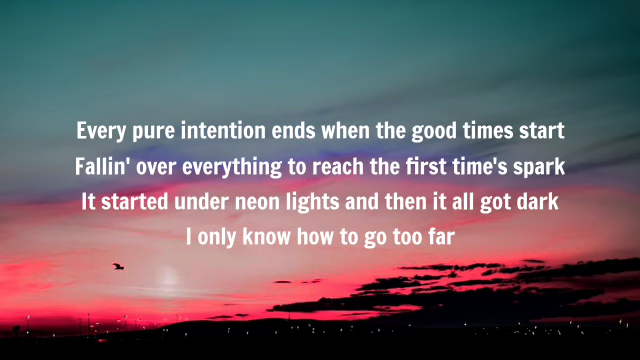 Every pure intention ends when the good times start
Fallin' over everything to reach the first time's spark
It started under neon lights and then it all got dark
I only know how to go too far